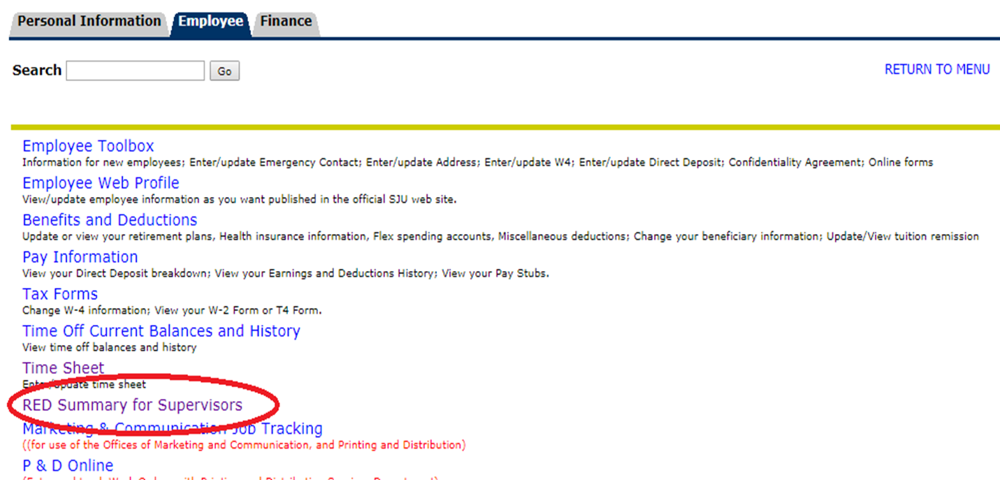 Personal Information Employee Finance
Search Go RETURN TO MENU
Employee Toolbox
Information for new employees; Enter/update Emergency Contact; Enter/update Address; Enter/update W4; Enter/update Direct Deposit; Confidentiality Agreement; Online forms
Employee Web Profile
View/update employee information as you want published in the official SJU web site.
Benefits and Deductions
Update or view your retirement plans, Health insurance information, Flex spending accounts, Miscellaneous deductions; Change your beneficiary information; Update/View tuition remission
Pay Information
View your Direct Deposit breakdown; View your Earnings and Deductions History; View your Pay Stubs.
Tax Forms
Change W-4 information; View your W-2 Form or T4 Form.
Time Off Current Balances and History
View time off balances and history
Time Sheet
Enter/update time sheet
RED Summary for Supervisors
Marketing & Communication Job Tracking
((for use of the Offices of Marketing and Communication, and Printing and Distribution)
P & D Online